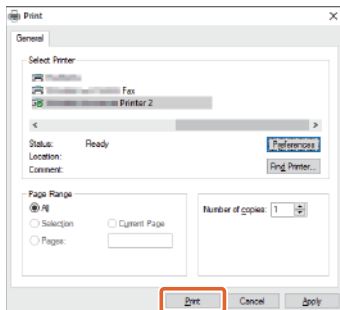 Print
General
Select Printer
Fax
Printer 2
Status: Ready
Location:
Comment:
Preferences
Find Printer...
Page Range
All
Selection Current Page
Pages:
Number of copies: 1
Print Cancel Apply